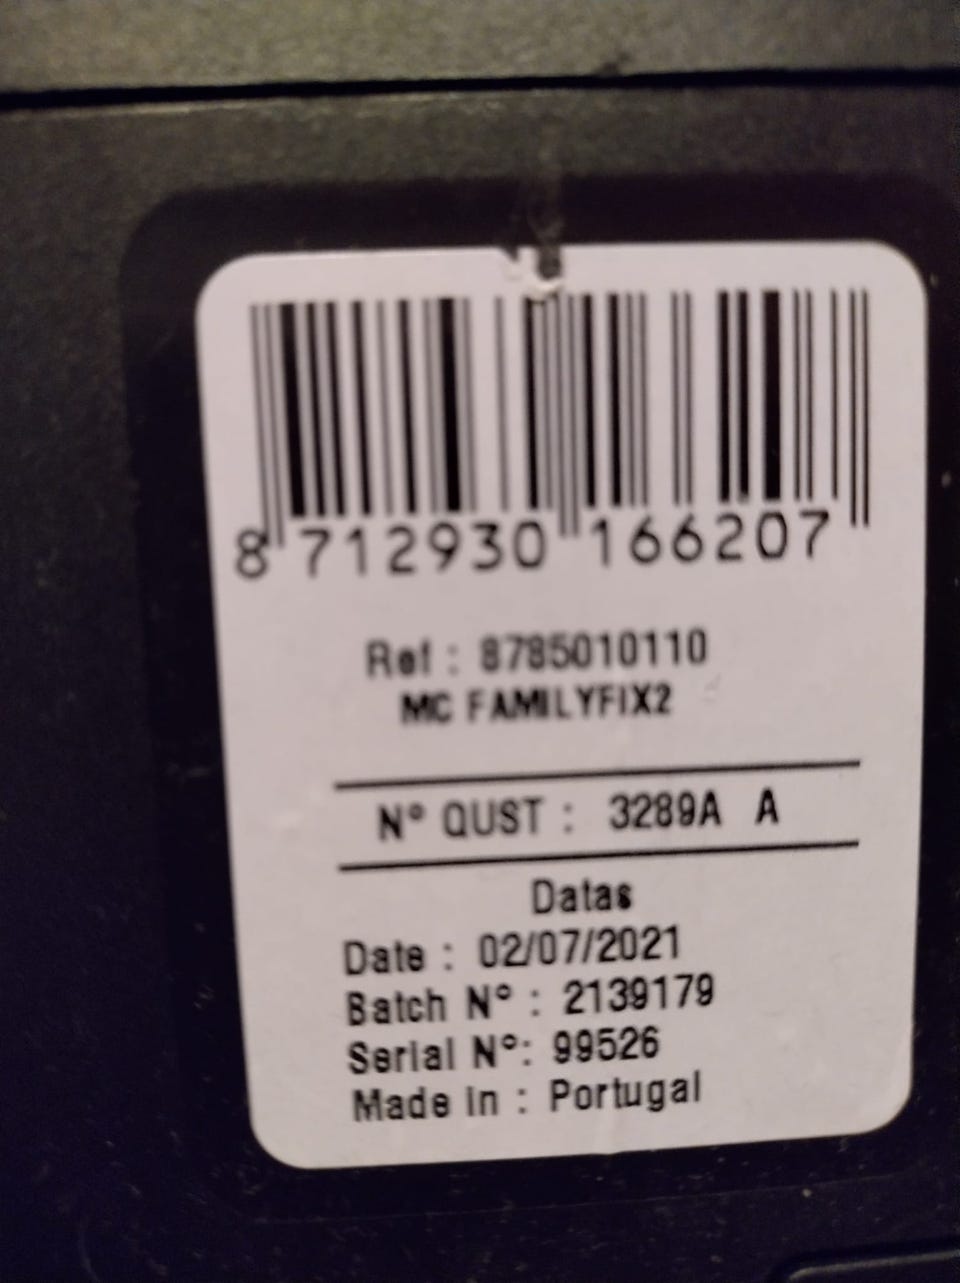 8 712930 166207
Ref : 8785010110
MC FAMILYFIX2
N° QUST : 3289A A
Datas
Date : 02/07/2021
Batch N° : 2139179
Serial N°: 99526
Made in : Portugal